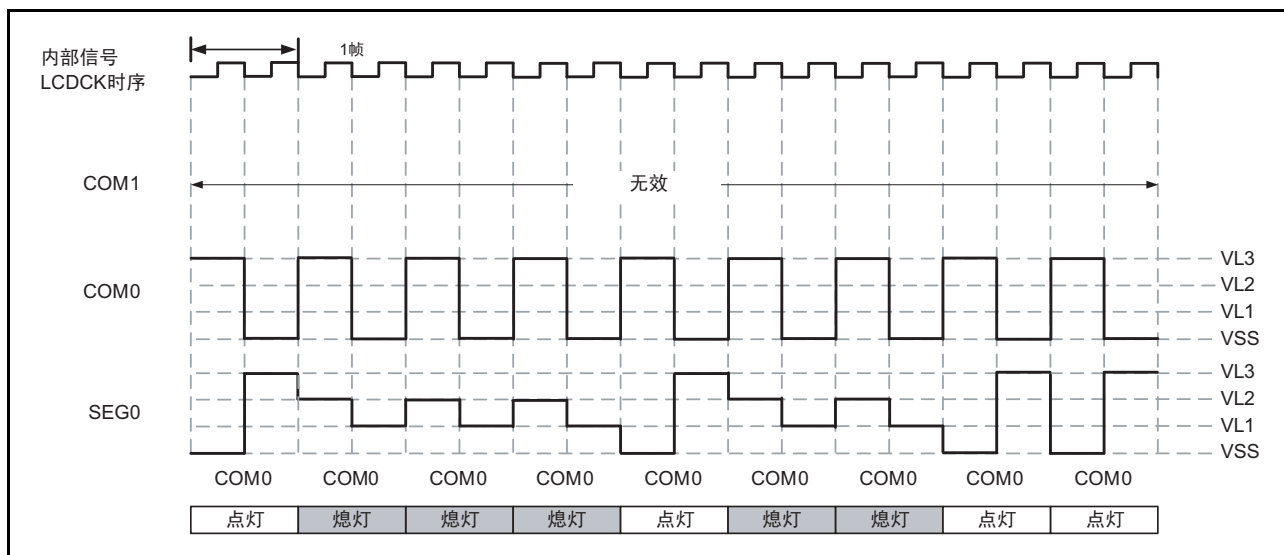 内部信号
LCDCK时序
1帧
COM1
无效
COM0
VL3
VL2
VL1
VSS
SEG0
VL3
VL2
VL1
VSS
COM0 COM0 COM0 COM0 COM0 COM0 COM0 COM0 COM0
点灯 熄灯 熄灯 熄灯 点灯 熄灯 熄灯 点灯 点灯